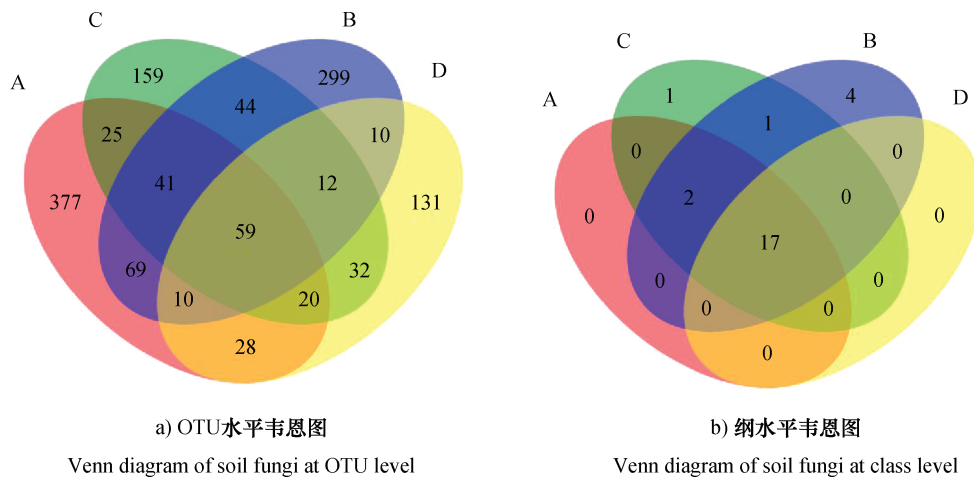 C
B
A
D
159
299
44
25
10
41
12
377
131
59
69
32
10
20
28
a) OTU水平韦恩图
Venn diagram of soil fungi at OTU level
C
B
A
D
1
4
1
0
0
2
0
0
0
17
0
0
0
0
0
b) 纲水平韦恩图
Venn diagram of soil fungi at class level